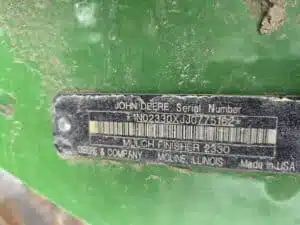 JOHN DEERE Serial Number
*1N02330XJJ0775162*
MULCH FINISHER 2330
DEERE & COMPANY MOLINE, ILLINOIS Made in USA